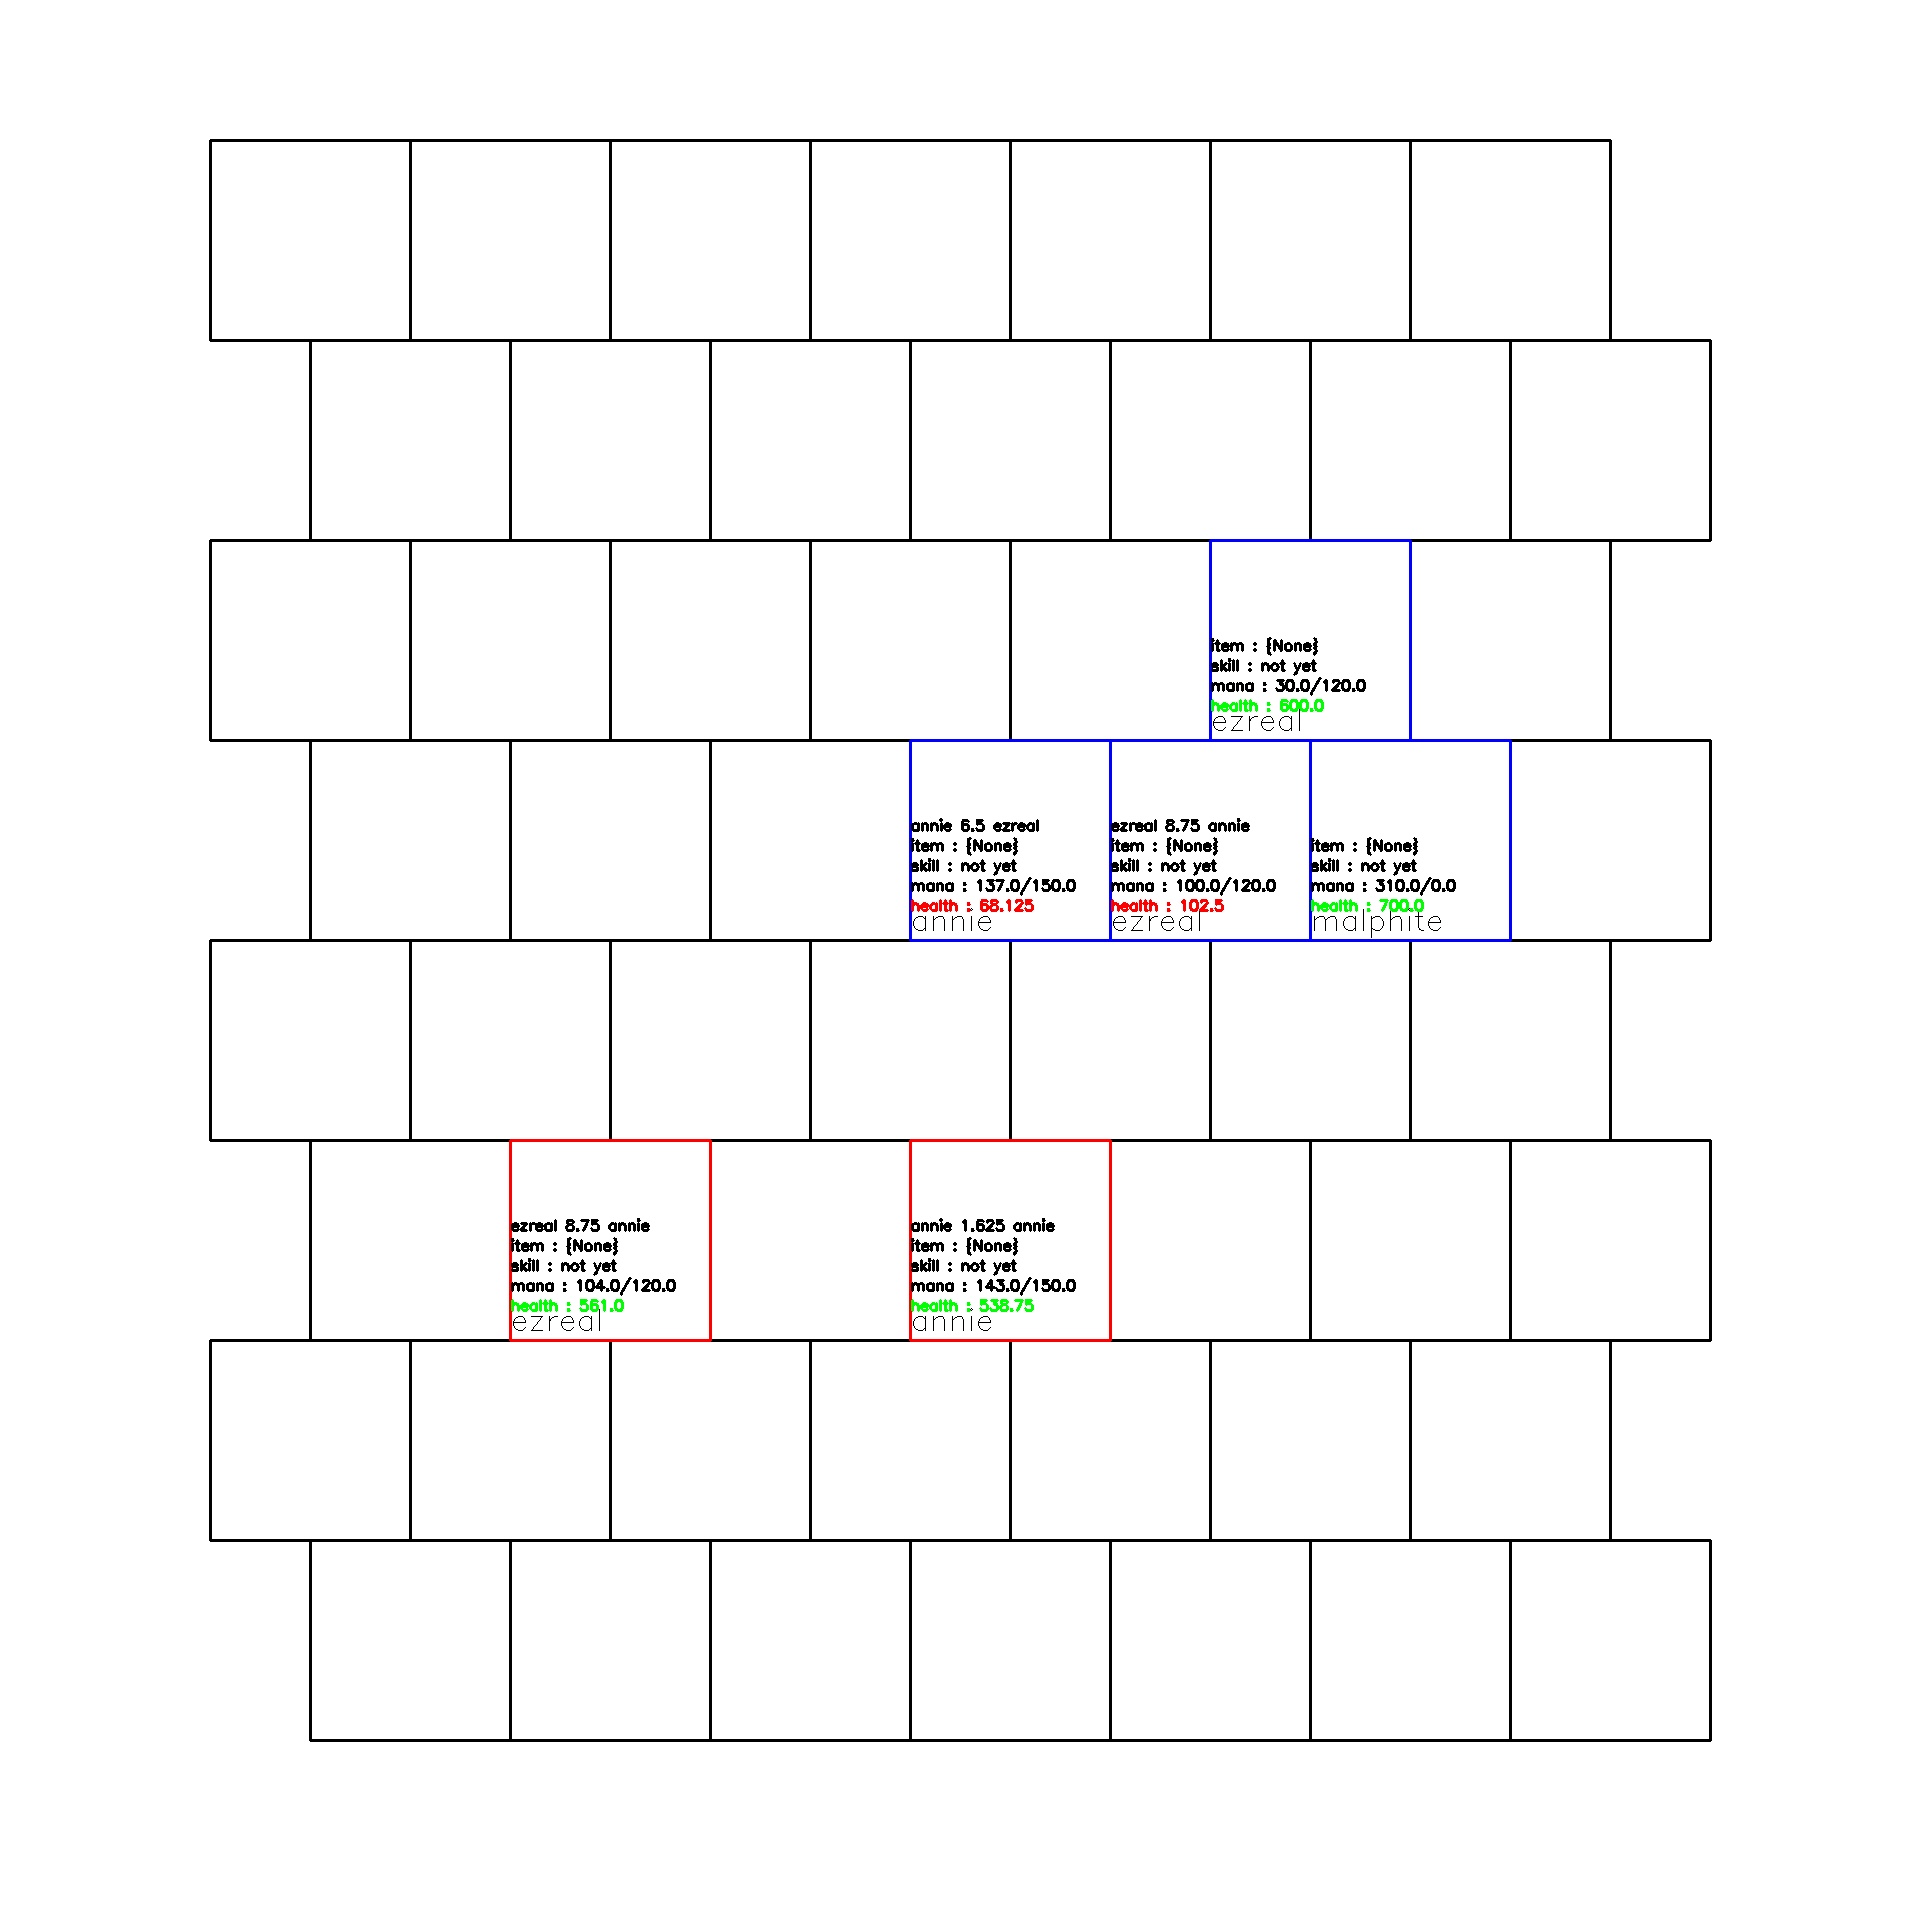 item : {None}
skill : not yet
mana : 30.0/120.0
health : 600.0
ezreal
annie 6.5 ezreal
item : {None}
skill : not yet
mana : 137.0/150.0
health : 68.125
annie
ezreal 8.75 annie
item : {None}
skill : not yet
mana : 100.0/120.0
health : 102.5
ezreal
item : {None}
skill : not yet
mana : 310.0/0.0
health : 700.0
malphite
ezreal 8.75 annie
item : {None}
skill : not yet
mana : 104.0/120.0
health : 561.0
ezreal
annie 1.625 annie
item : {None}
skill : not yet
mana : 143.0/150.0
health : 538.75
annie